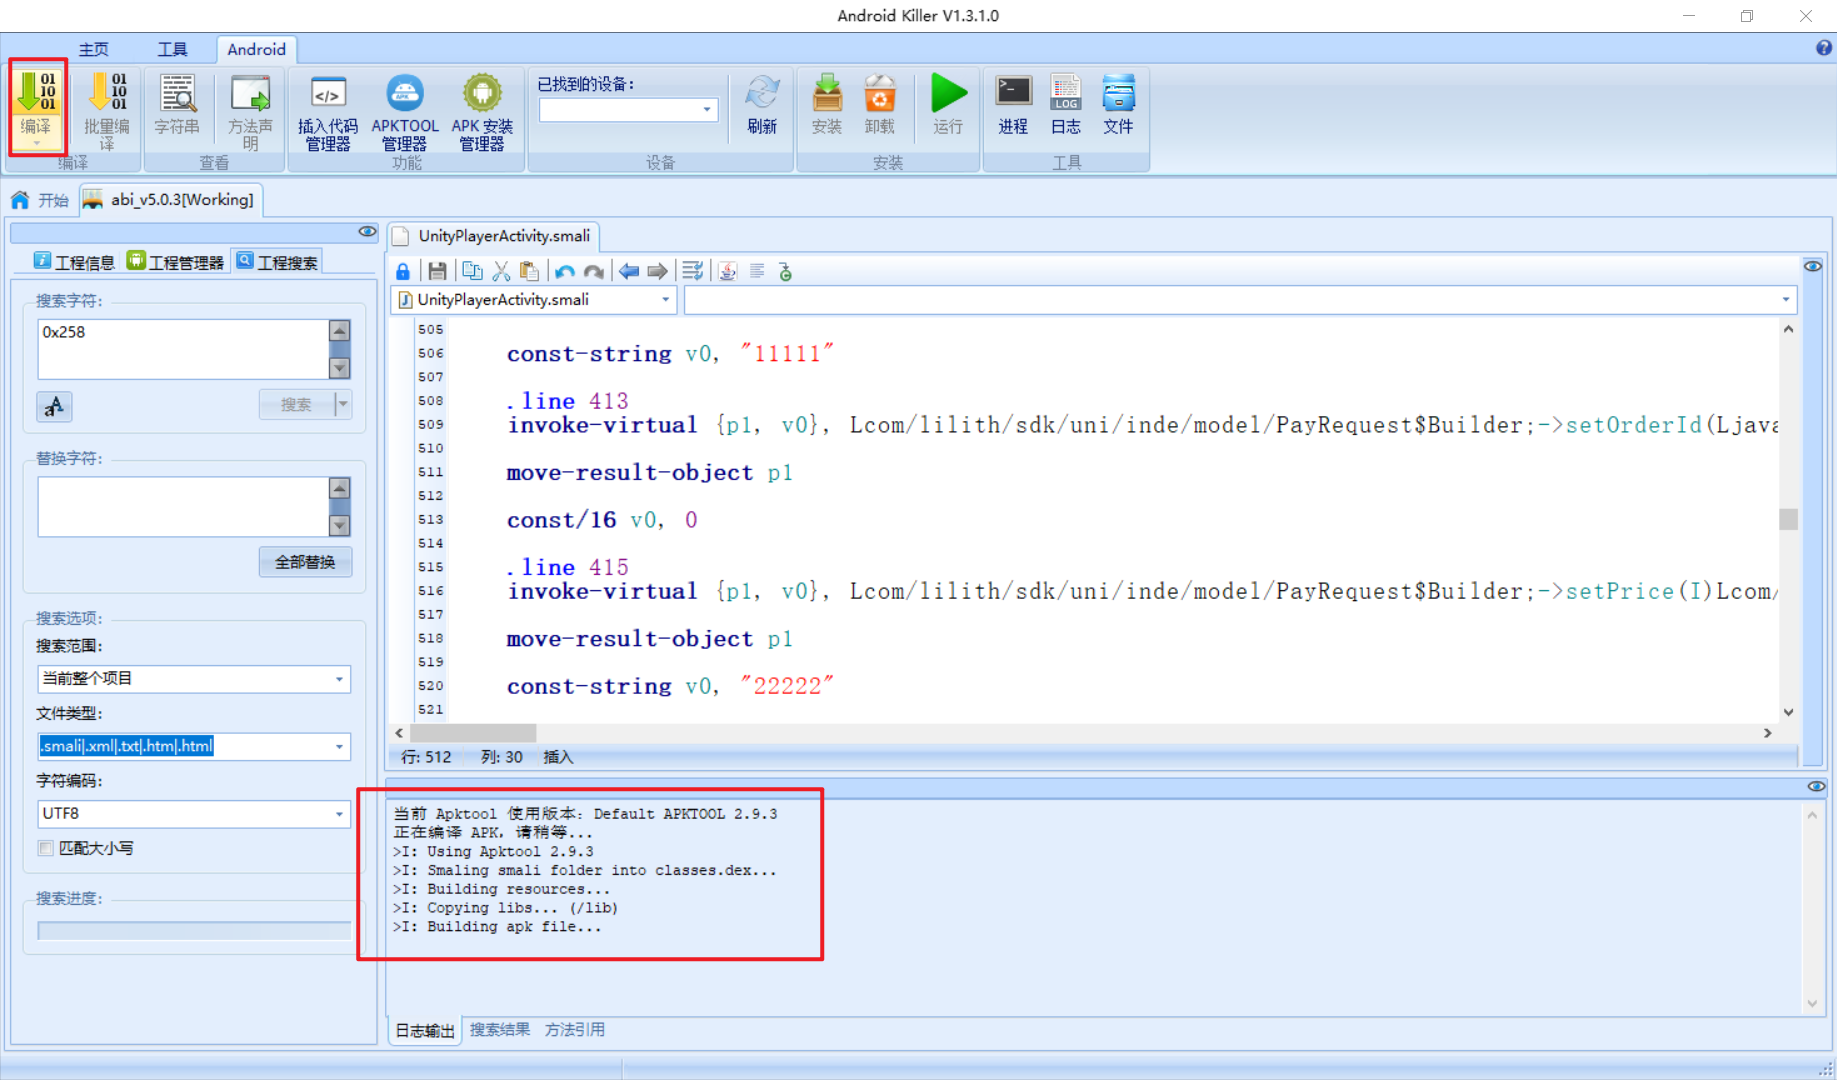 Android Killer V1.3.1.0
主页 工具 Android
编译
批量编译
字符串
方法声明
插入代码管理器
APKTOOL管理器
APK 安装管理器
已找到的设备:
刷新
安装
卸载
运行
进程
日志
文件
编译 查看 功能 设备 安装 工具
开始 abi_v5.0.3[Working]
工程信息 工程管理器 工程搜索
搜索字符:
0x258
搜索
替换字符:
全部替换
搜索选项:
搜索范围:
当前整个项目
文件类型:
.smali|.xml|.txt|.htm|.html
字符编码:
UTF8
匹配大小写
搜索进度:
UnityPlayerActivity.smali
UnityPlayerActivity.smali
505
506 const-string v0, "11111"
507
508 .line 413
509 invoke-virtual {p1, v0}, Lcom/lilith/sdk/uni/inde/model/PayRequest$Builder;->setOrderId(Ljava
510
511 move-result-object p1
512
513 const/16 v0, 0
514
515 .line 415
516 invoke-virtual {p1, v0}, Lcom/lilith/sdk/uni/inde/model/PayRequest$Builder;->setPrice(I)Lcom/
517
518 move-result-object p1
519
520 const-string v0, "22222"
521
行: 512 列: 30 插入
当前 Apktool 使用版本: Default APKTOOL 2.9.3
正在编译 APK, 请稍等...
>I: Using Apktool 2.9.3
>I: Smaling smali folder into classes.dex...
>I: Building resources...
>I: Copying libs... (/lib)
>I: Building apk file...
日志输出 搜索结果 方法引用